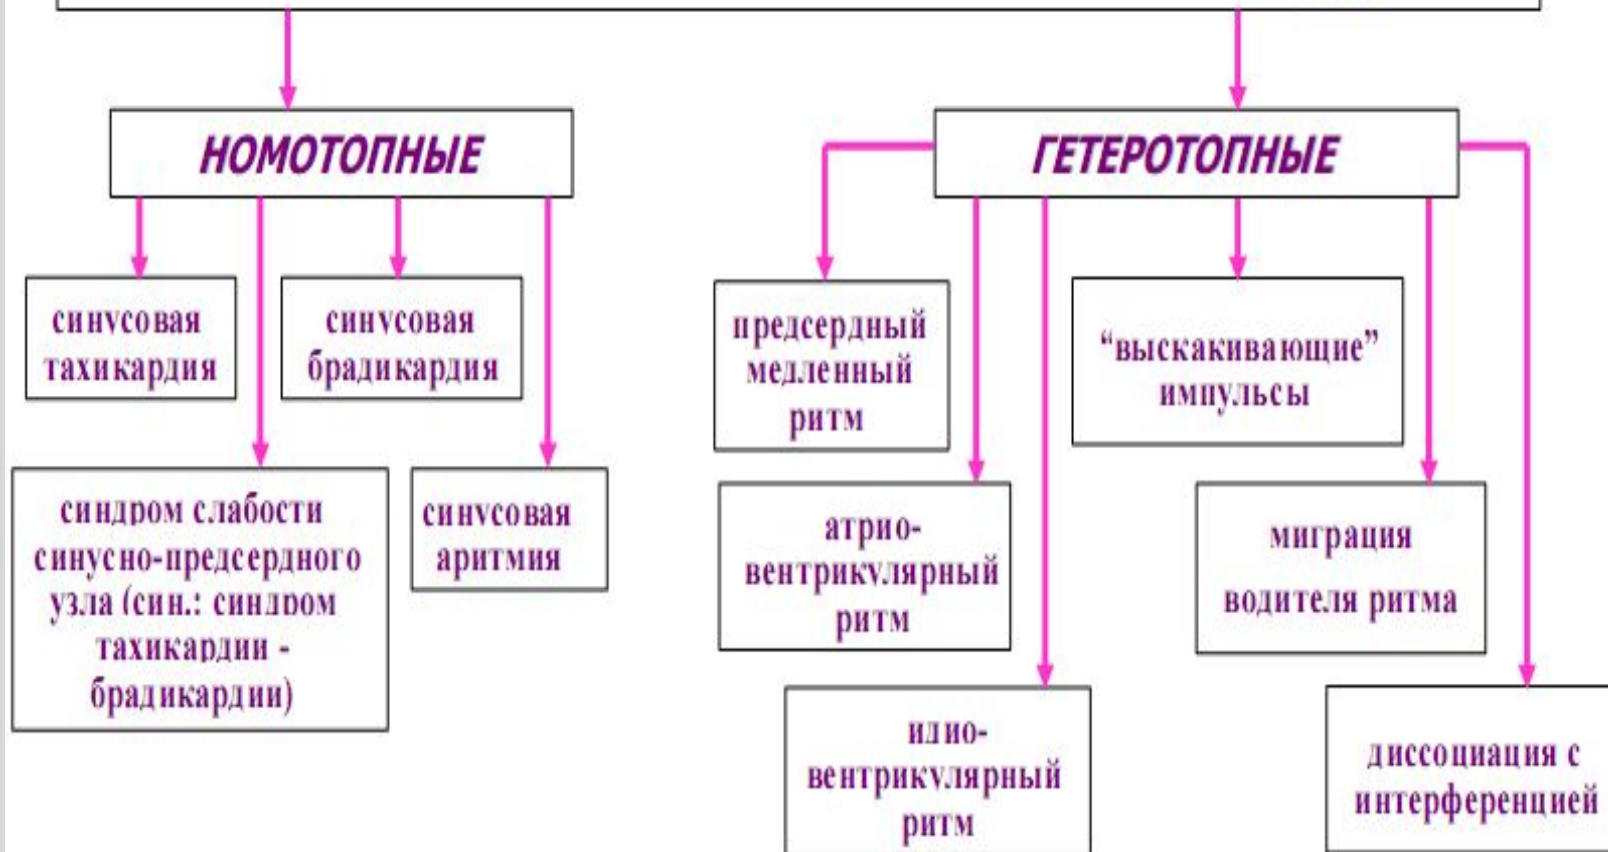 НОМОТОПНЫЕ
ГЕТЕРОТОПНЫЕ
синусовая
тахикардия
синусовая
брадикардия
синдром слабости
синусно-предсердного
узла (син.: синдром
тахикардии -
брадикардии)
синусовая
аритмия
предсердный
медленный
ритм
“выскакивающие”
импульсы
атрио-
вентрикулярный
ритм
миграция
водителя ритма
идио-
вентрикулярный
ритм
диссоциация с
интерференцией